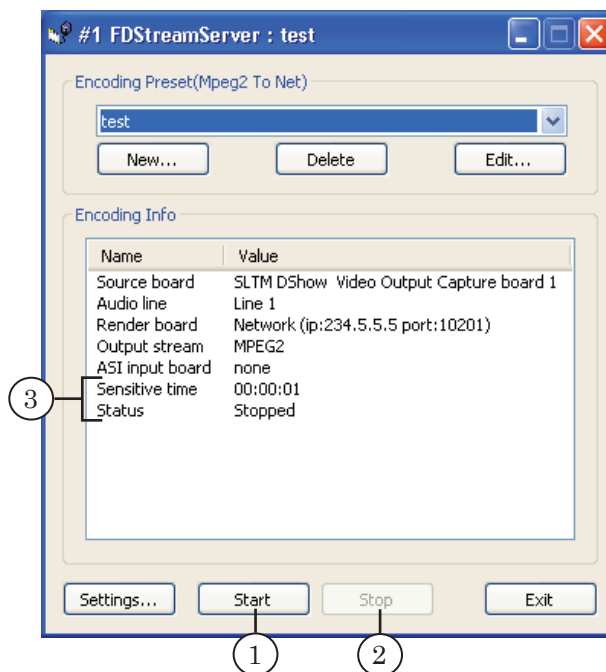 #1 FDStreamServer : test
Encoding Preset(Mpeg2 To Net)
test
New... Delete Edit...
Encoding Info
Name Value
Source board SLTM DShow Video Output Capture board 1
Audio line Line 1
Render board Network (ip:234.5.5.5 port:10201)
Output stream MPEG2
ASI input board none
Sensitive time 00:00:01
3
Status Stopped
Settings... Start Stop Exit
1 2